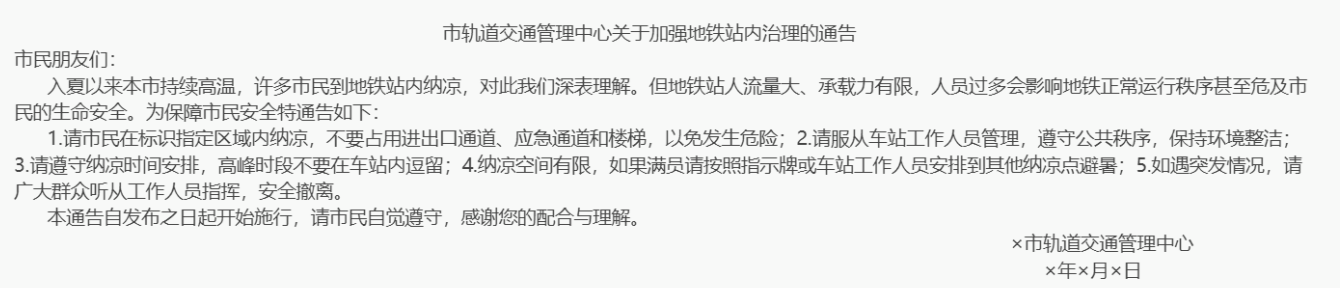 市轨道交通管理中心关于加强地铁站内治理的通告
市民朋友们：
入夏以来本市持续高温，许多市民到地铁站内纳凉，对此我们深表理解。但地铁站人流量大、承载力有限，人员过多会影响地铁正常运行秩序甚至危及市
民的生命安全。为保障市民安全特通告如下：
1.请市民在标识指定区域内纳凉，不要占用进出口通道、应急通道和楼梯，以免发生危险；2.请服从车站工作人员管理，遵守公共秩序，保持环境整洁；
3.请遵守纳凉时间安排，高峰时段不要在车站内逗留；4.纳凉空间有限，如果满员请按照指示牌或车站工作人员安排到其他纳凉点避暑；5.如遇突发情况，请
广大群众听从工作人员指挥，安全撤离。
本通告自发布之日起开始施行，请市民自觉遵守，感谢您的配合与理解。
×市轨道交通管理中心
×年×月×日